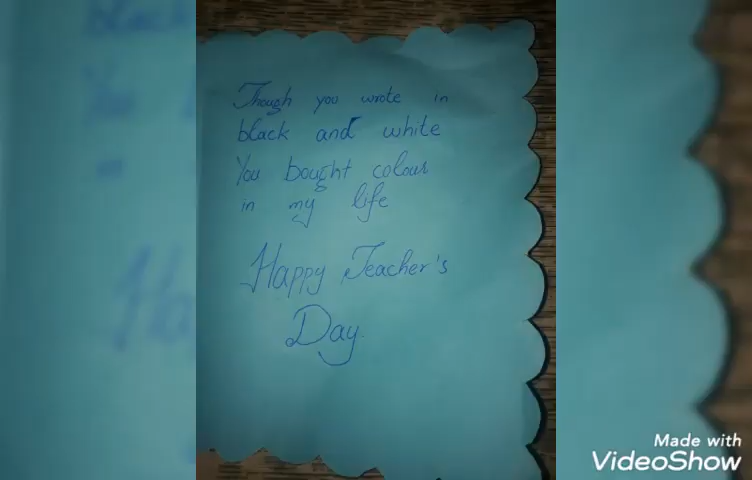 Though you wrote in
black and white
You bought colour
in my life
Happy Teacher's
Day.
Made with
VideoShow